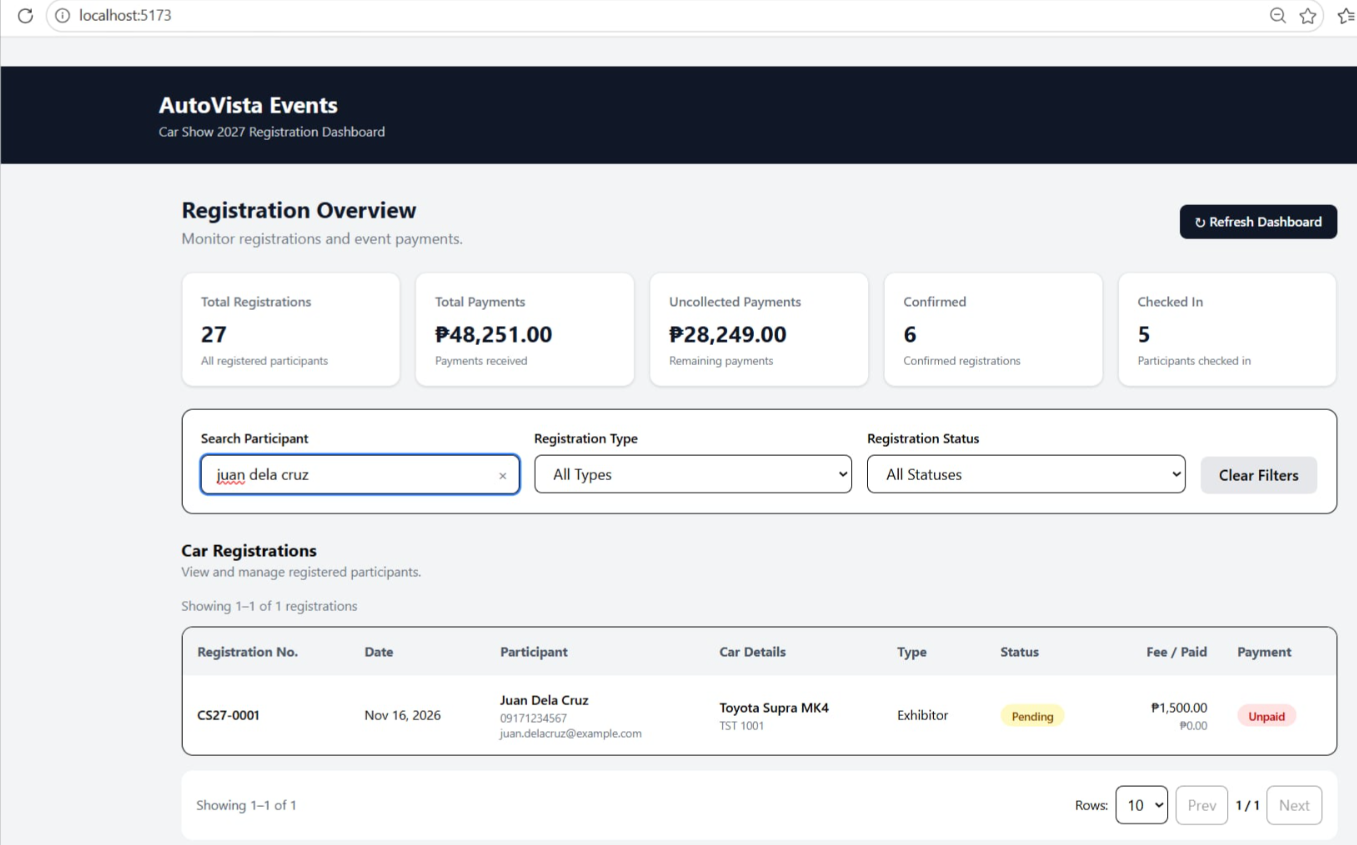 localhost:5173
AutoVista Events
Car Show 2027 Registration Dashboard
Registration Overview
Monitor registrations and event payments.
↻ Refresh Dashboard
Total Registrations
27
All registered participants
Total Payments
₱48,251.00
Payments received
Uncollected Payments
₱28,249.00
Remaining payments
Confirmed
6
Confirmed registrations
Checked In
5
Participants checked in
Search Participant
juan dela cruz ×
Registration Type
All Types
Registration Status
All Statuses
Clear Filters
Car Registrations
View and manage registered participants.
Showing 1–1 of 1 registrations
Registration No. Date Participant Car Details Type Status Fee / Paid Payment
CS27-0001
Nov 16, 2026
Juan Dela Cruz
09171234567
juan.delacruz@example.com
Toyota Supra MK4
TST 1001
Exhibitor
Pending
₱1,500.00
₱0.00
Unpaid
Showing 1–1 of 1
Rows: 10 Prev 1 / 1 Next